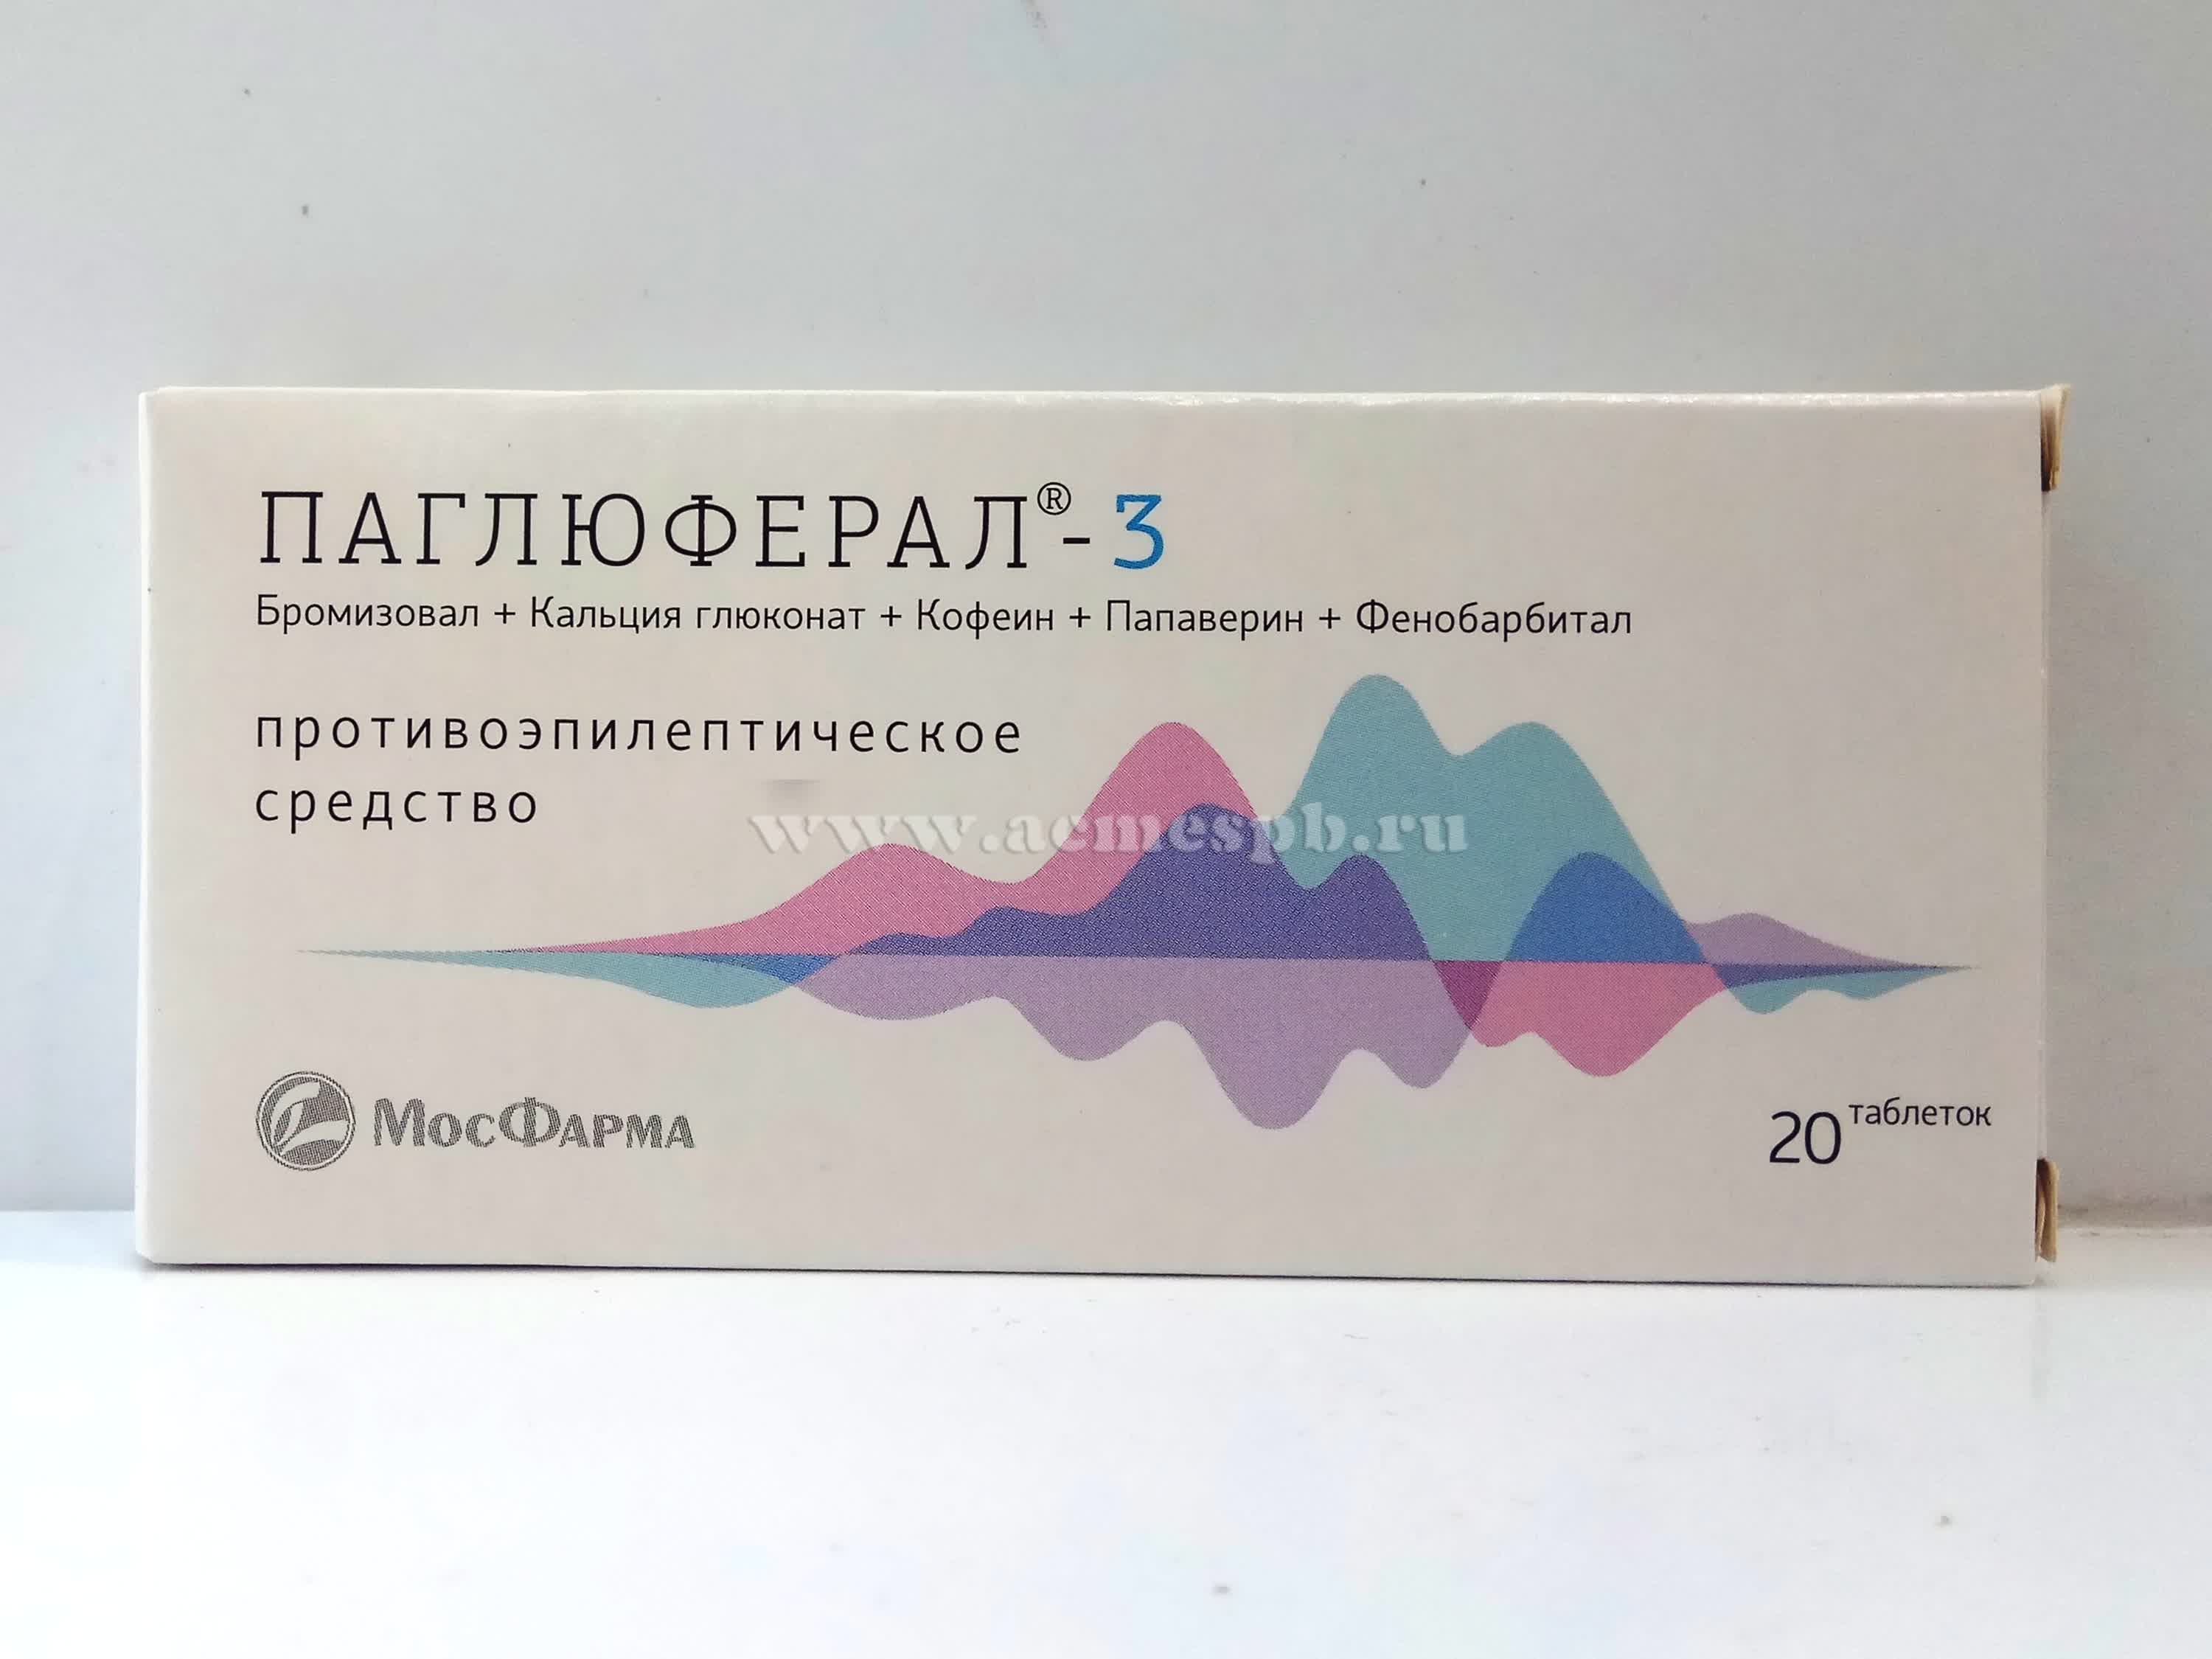 ПАГЛЮФЕРАЛ®-3
Бромизовал + Кальция глюконат + Кофеин + Папаверин + Фенобарбитал
противоэпилептическое
средство
www.acmespb.ru
МосФарма
20 таблеток